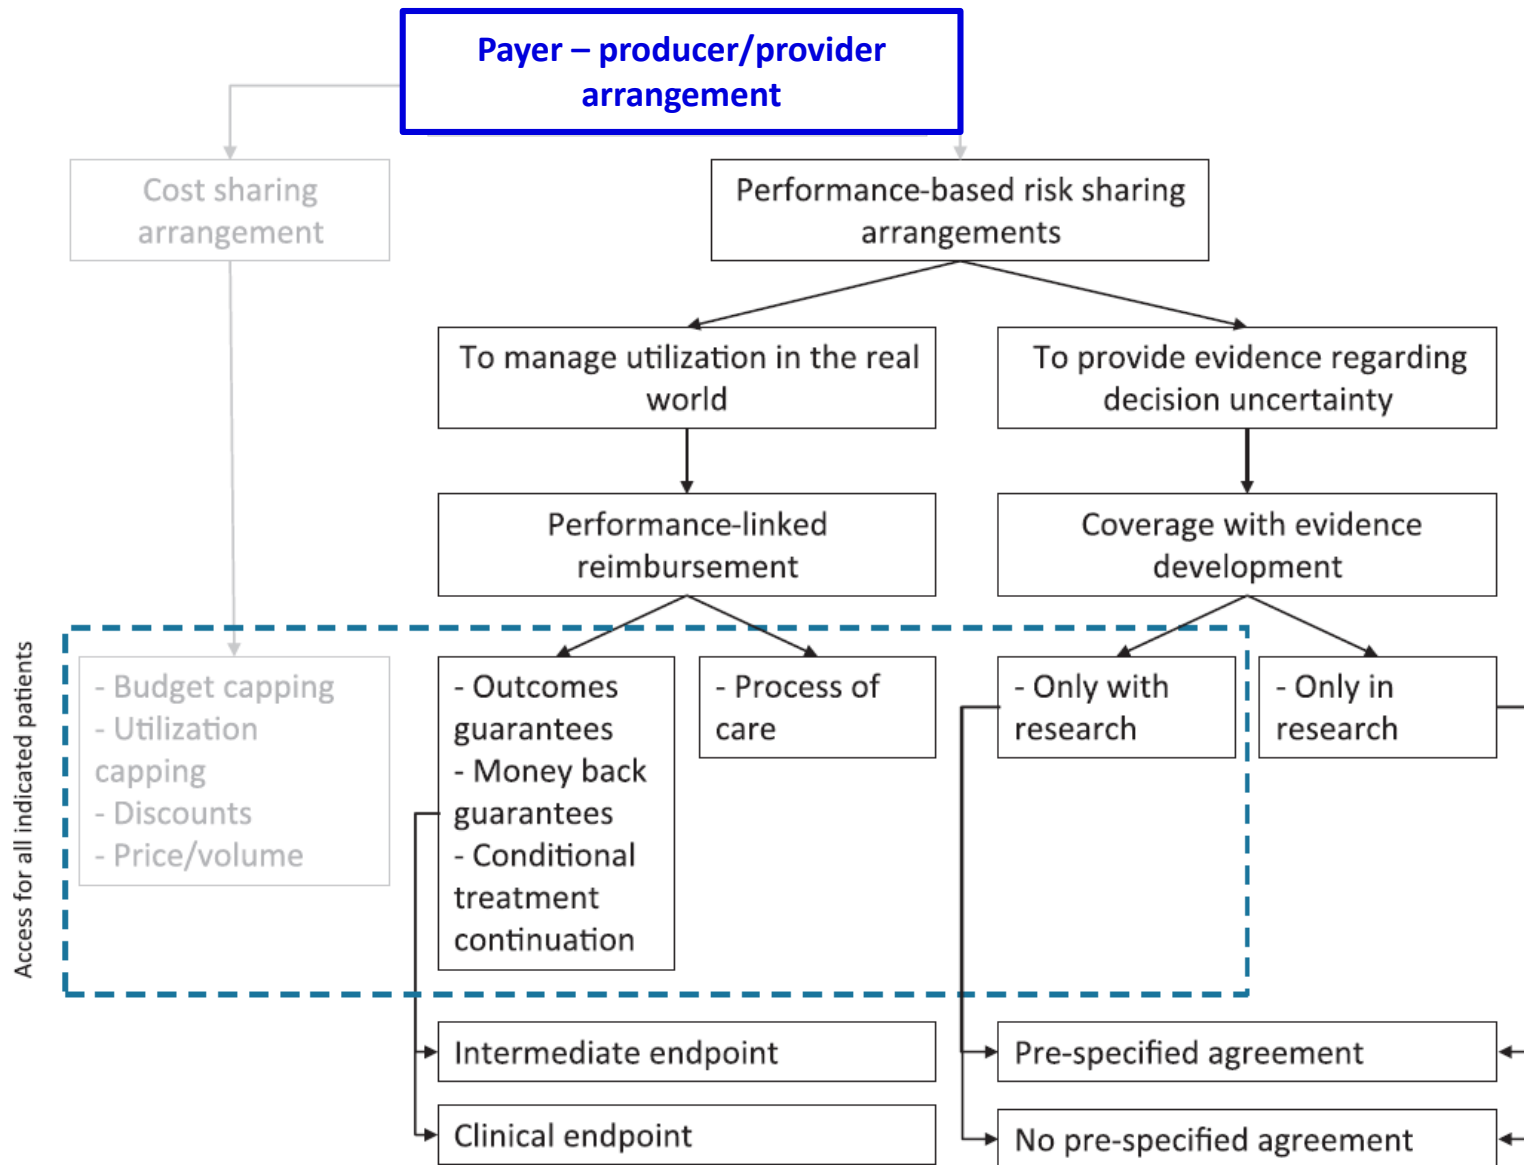 Payer – producer/provider
arrangement
Cost sharing
arrangement
Performance-based risk sharing
arrangements
To manage utilization in the real
world
To provide evidence regarding
decision uncertainty
Performance-linked
reimbursement
Coverage with evidence
development
Access for all indicated patients
- Budget capping
- Utilization
capping
- Discounts
- Price/volume
- Outcomes
guarantees
- Money back
guarantees
- Conditional
treatment
continuation
- Process of
care
- Only with
research
- Only in
research
Intermediate endpoint
Clinical endpoint
Pre-specified agreement
No pre-specified agreement